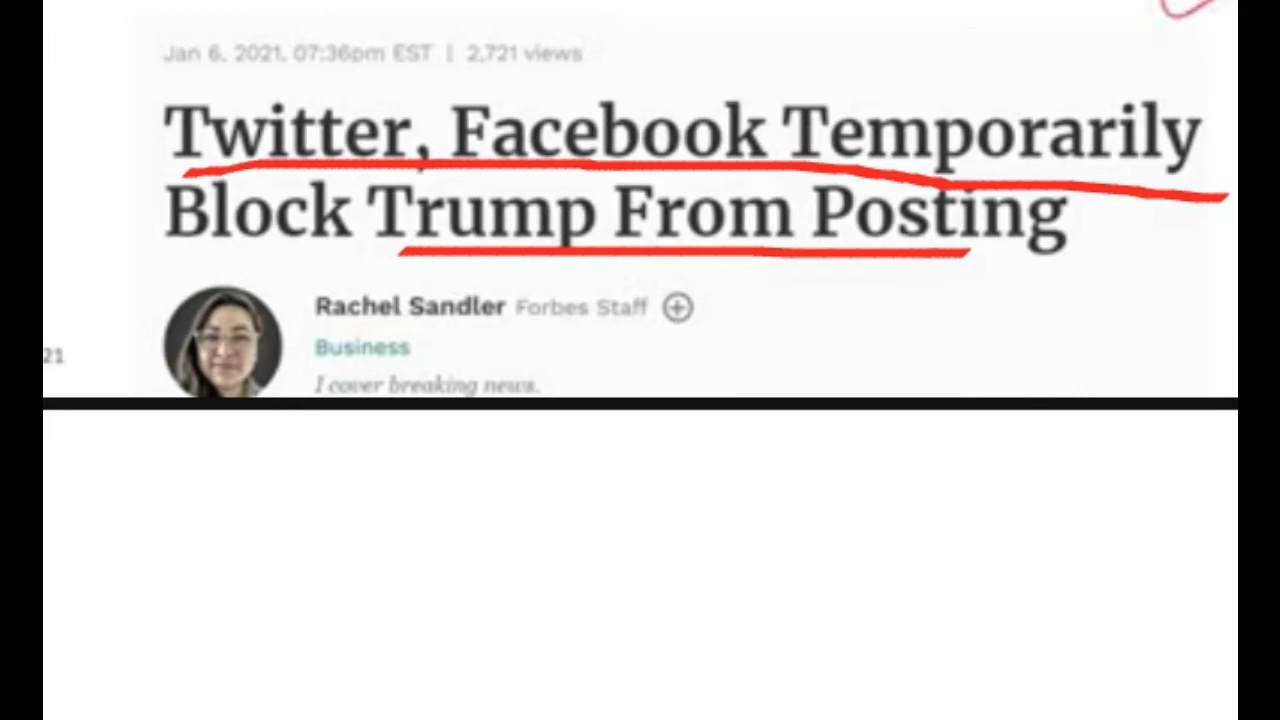 Jan 6, 2021, 07:36pm EST | 2,721 views
Twitter, Facebook Temporarily
Block Trump From Posting
Rachel Sandler Forbes Staff
Business
21
I cover breaking news.